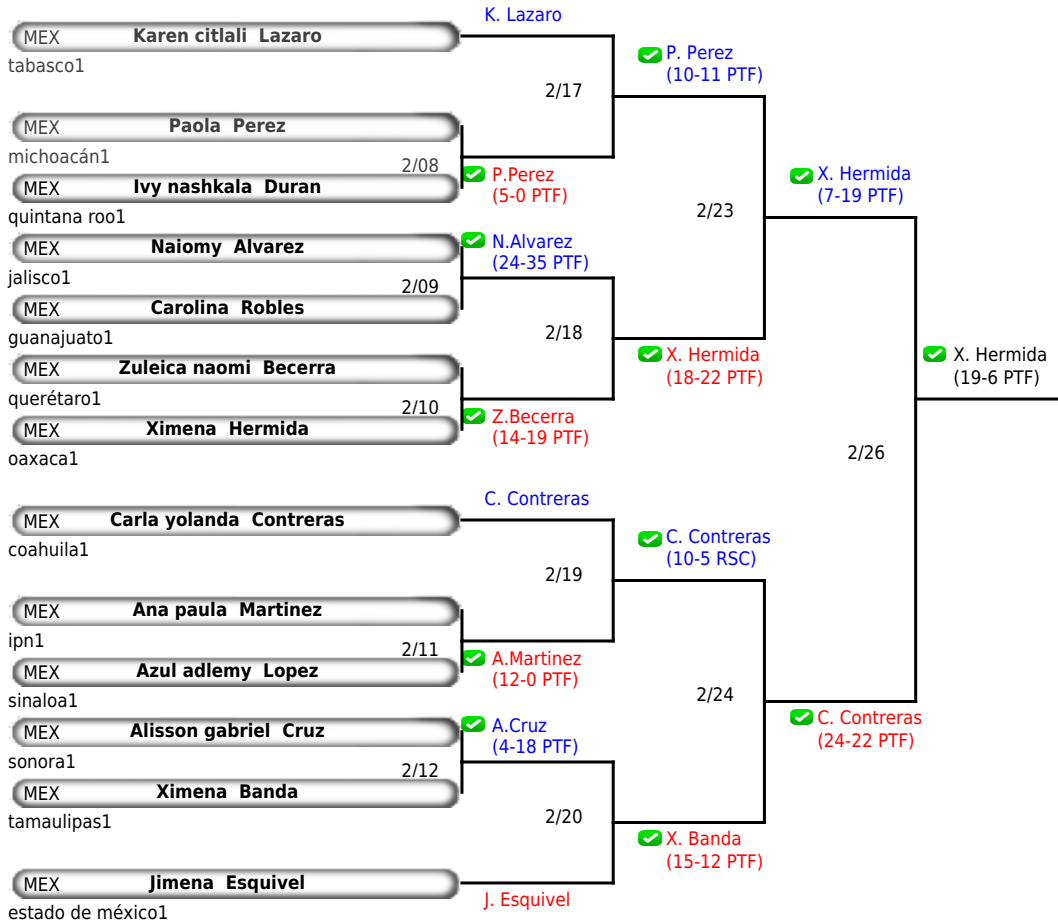 K. Lazaro
MEX Karen citlali Lazaro
tabasco1
P. Perez
(10-11 PTF)
2/17
MEX Paola Perez
michoacán1
2/08
P.Perez
(5-0 PTF)
MEX Ivy nashkala Duran
quintana roo1
X. Hermida
(7-19 PTF)
2/23
MEX Naiomy Alvarez
jalisco1
N.Alvarez
(24-35 PTF)
2/09
MEX Carolina Robles
guanajuato1
2/18
X. Hermida
(18-22 PTF)
X. Hermida
(19-6 PTF)
MEX Zuleica naomi Becerra
querétaro1
2/10
Z.Becerra
(14-19 PTF)
MEX Ximena Hermida
oaxaca1
2/26
C. Contreras
MEX Carla yolanda Contreras
coahuila1
C. Contreras
(10-5 RSC)
2/19
MEX Ana paula Martinez
ipn1
2/11
A.Martinez
(12-0 PTF)
MEX Azul adlemy Lopez
sinaloa1
2/24
C. Contreras
(24-22 PTF)
MEX Alisson gabriel Cruz
sonora1
A.Cruz
(4-18 PTF)
2/12
MEX Ximena Banda
tamaulipas1
2/20
X. Banda
(15-12 PTF)
MEX Jimena Esquivel
estado de méxico1
J. Esquivel